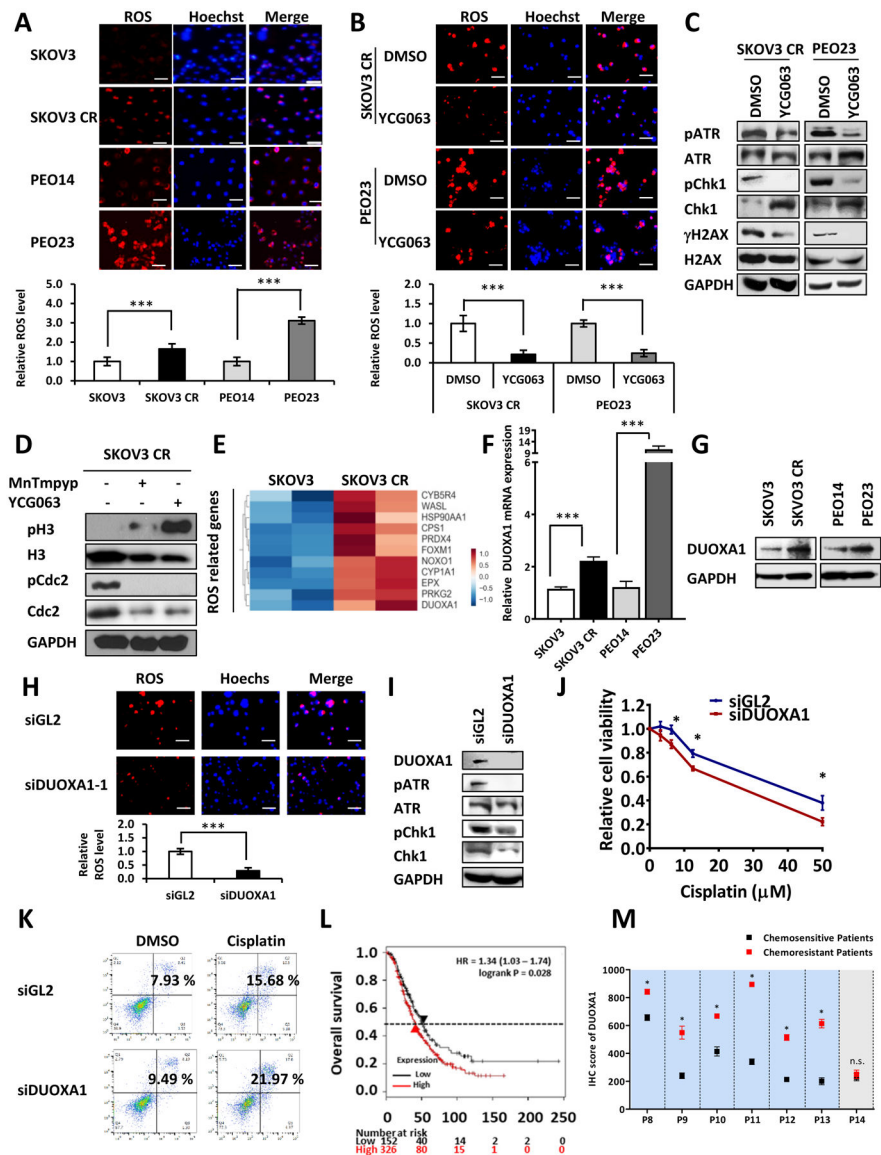 A
ROS Hoechst Merge
SKOV3
SKOV3 CR
PEO14
PEO23
Relative ROS level
5.0
4.0
3.0
2.0
1.0
0.0
***
***
SKOV3 SKOV3 CR PEO14 PEO23
B
ROS Hoechst Merge
SKOV3 CR
DMSO
YCG063
PEO23
DMSO
YCG063
Relative ROS level
2.0
1.5
1.0
0.5
0.0
***
***
DMSO YCG063 DMSO YCG063
SKOV3 CR PEO23
C
SKOV3 CR PEO23
DMSO YCG063 DMSO YCG063
pATR
ATR
pChk1
Chk1
γH2AX
H2AX
GAPDH
D
SKOV3 CR
MnTmpyp - + -
YCG063 - - +
pH3
H3
pCdc2
Cdc2
GAPDH
E
SKOV3 SKOV3 CR
ROS related genes
CYB5R4
WASL
HSP90AA1
CPS1
PRDX4
FOXM1
NOXO1
CYP1A1
EPX
PRKG2
DUOXA1
1.0
0.5
0.0
−0.5
−1.0
F
Relative DUOXA1 mRNA expression
19
14
9
4
3
2
1
0
***
***
SKOV3 SKOV3 CR PEO14 PEO23
G
SKOV3 SKVO3 CR PEO14 PEO23
DUOXA1
GAPDH
H
ROS Hoechs Merge
siGL2
siDUOXA1-1
Relative
ROS level
2.0
1.5
1.0
0.5
0.0
***
siGL2 siDUOXA1
I
siGL2 siDUOXA1
DUOXA1
pATR
ATR
pChk1
Chk1
GAPDH
J
siGL2
siDUOXA1
Relative cell viability
1.2
1.0
0.8
0.6
0.4
0.2
0.0
* * *
0 10 20 30 40 50
Cisplatin (μM)
K
DMSO Cisplatin
siGL2
7.93 %
15.68 %
siDUOXA1
9.49 %
21.97 %
L
Overall survival
1.0
0.8
0.6
0.4
0.2
0.0
HR = 1.34 (1.03 – 1.74)
logrank P = 0.028
Expression
Low
High
0 50 100 150 200 250
Number at risk
Low 152 40 14 2 2 0
High 326 80 15 1 0 0
M
Chemosensitive Patients
Chemoresistant Patients
IHC score of DUOXA1
1000
800
600
400
200
0
* * * * * * n.s.
P8 P9 P10 P11 P12 P13 P14